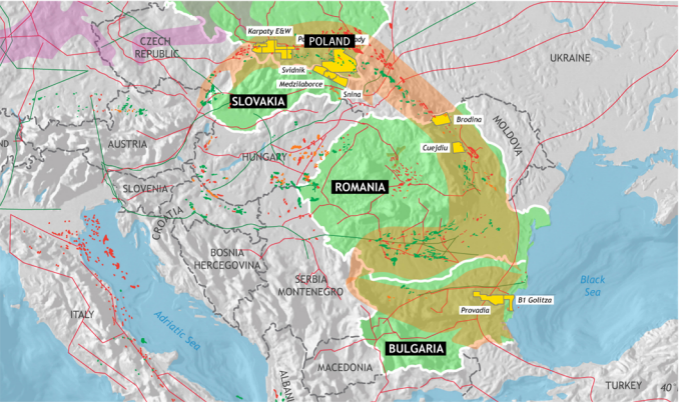 Karpaty E&W
POLAND
CZECH
REPUBLIC
UKRAINE
Svidnik
Medzilaborce
Snina
SLOVAKIA
Brodina
MOLDOVA
AUSTRIA
HUNGARY
Cuejdiu
ROMANIA
SLOVENIA
CROATIA
BOSNIA
HERCEGOVINA
SERBIA
MONTENEGRO
Black
Sea
B1 Golitza
Provadia
ITALY
Adriatic Sea
BULGARIA
MACEDONIA
TURKEY
40